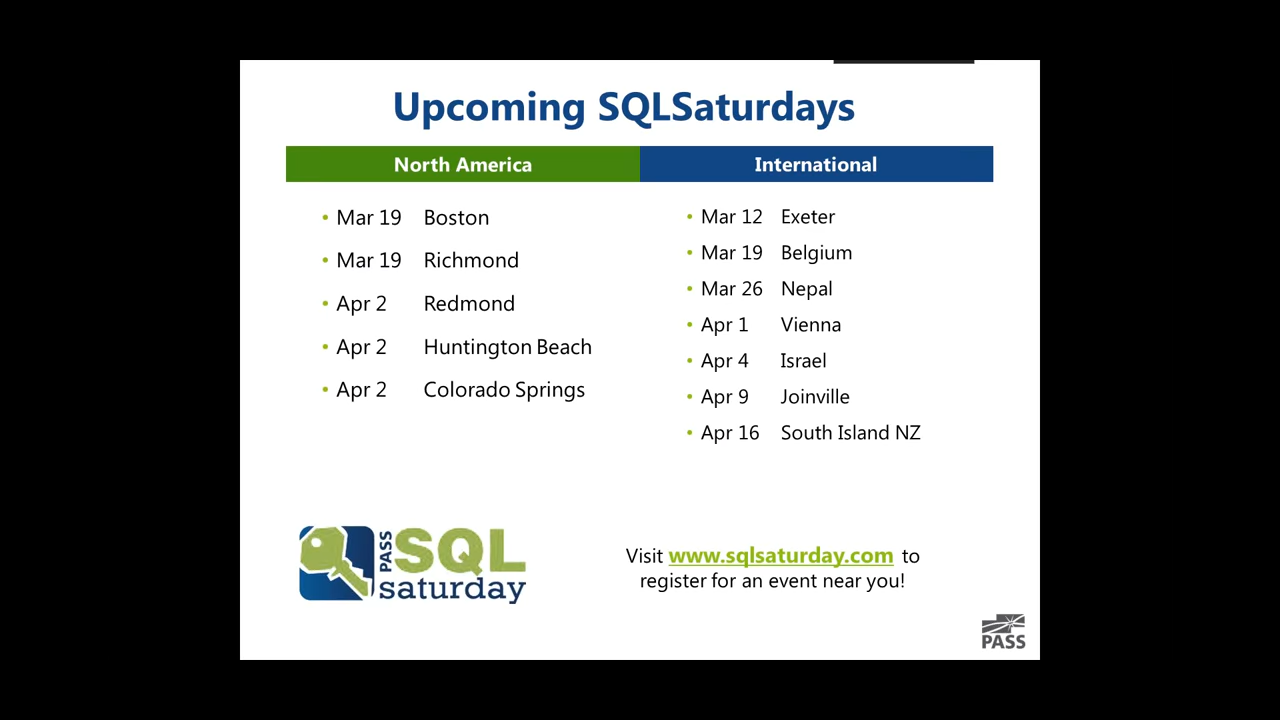 Upcoming SQLSaturdays
North America
• Mar 19 Boston
• Mar 19 Richmond
• Apr 2 Redmond
• Apr 2 Huntington Beach
• Apr 2 Colorado Springs
International
• Mar 12 Exeter
• Mar 19 Belgium
• Mar 26 Nepal
• Apr 1 Vienna
• Apr 4 Israel
• Apr 9 Joinville
• Apr 16 South Island NZ
PASS SQL
saturday
Visit www.sqlsaturday.com to
register for an event near you!
PASS